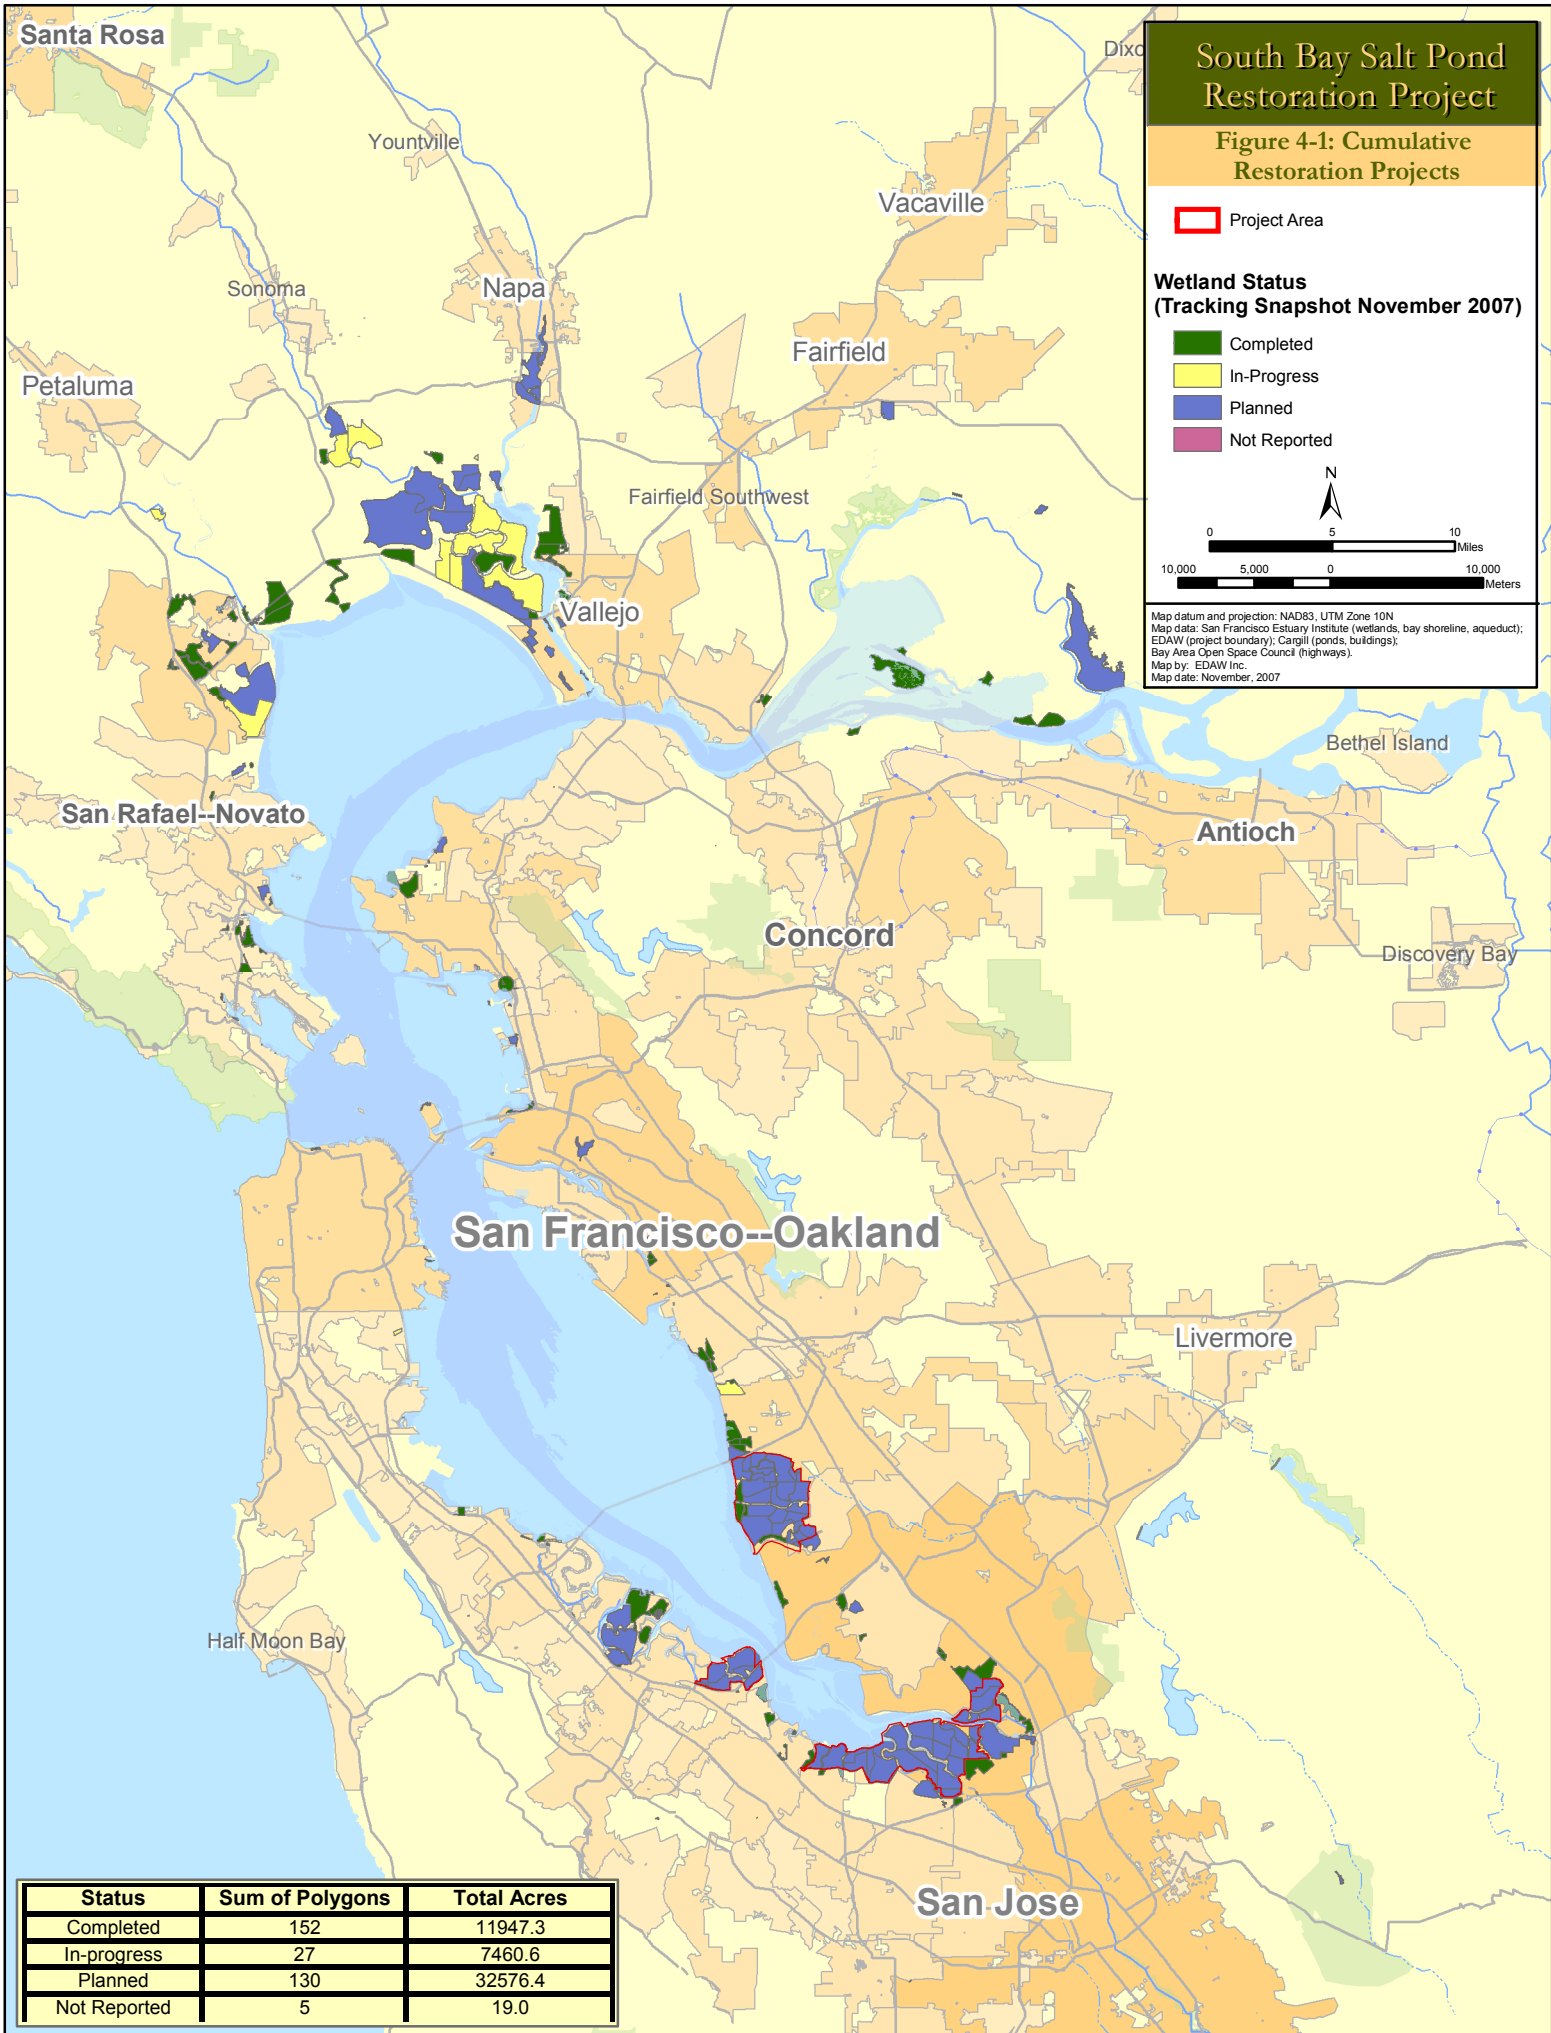 Santa Rosa
Dixo
South Bay Salt Pond
Restoration Project
Figure 4-1: Cumulative
Restoration Projects
Project Area
Wetland Status
(Tracking Snapshot November 2007)
Completed
In-Progress
Planned
Not Reported
N
0 5 10
Miles
10,000 5,000 0 10,000
Meters
Map datum and projection: NAD83, UTM Zone 10N
Map data: San Francisco Estuary Institute (wetlands, bay shoreline, aqueduct);
EDAW (project boundary); Cargill (ponds, buildings);
Bay Area Open Space Council (highways).
Map by: EDAW Inc.
Map date: November, 2007
Yountville
Vacaville
Sonoma
Napa
Fairfield
Petaluma
Fairfield Southwest
Vallejo
Bethel Island
San Rafael--Novato
Antioch
Concord
Discovery Bay
San Francisco--Oakland
Livermore
Half Moon Bay
San Jose
Status Sum of Polygons Total Acres
Completed 152 11947.3
In-progress 27 7460.6
Planned 130 32576.4
Not Reported 5 19.0